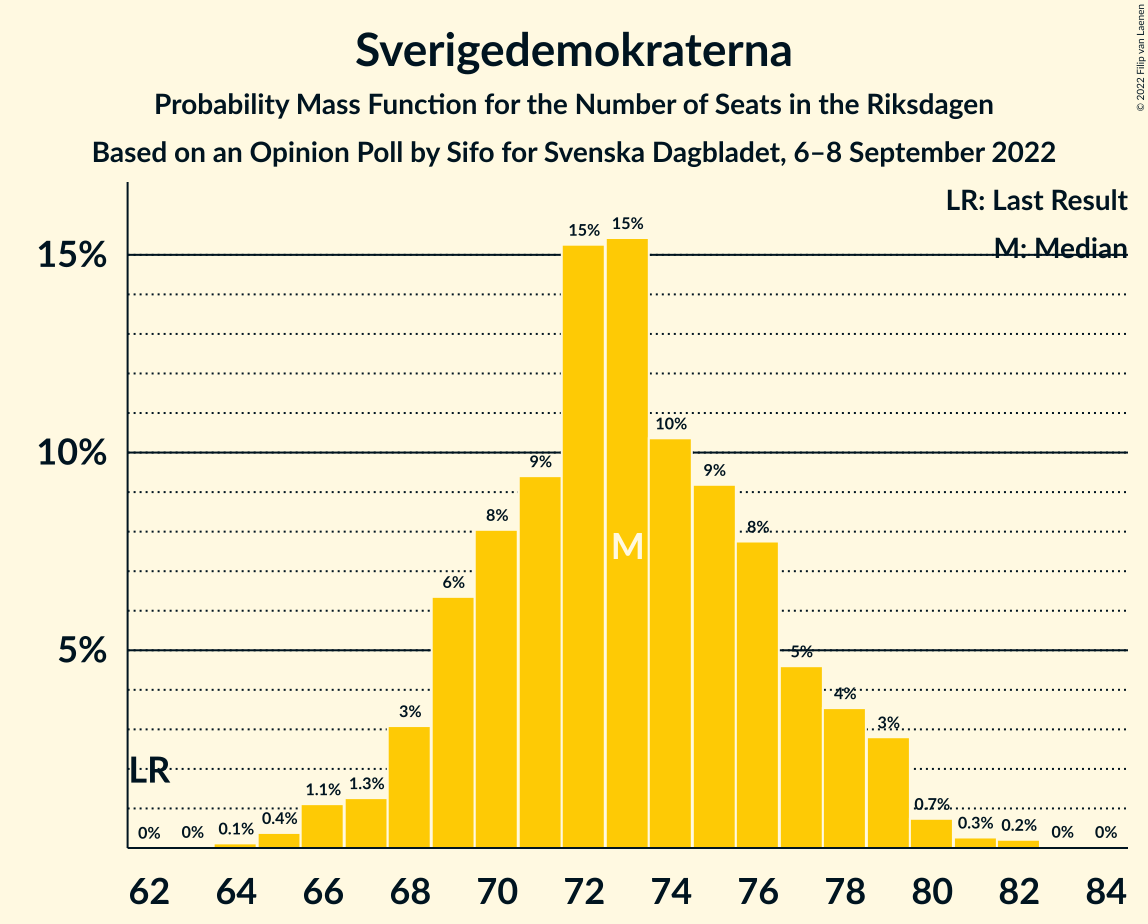 Sverigedemokraterna
Probability Mass Function for the Number of Seats in the Riksdagen
Based on an Opinion Poll by Sifo for Svenska Dagbladet, 6–8 September 2022
© 2022 Filip van Laenen
LR: Last Result
M: Median
15%
10%
5%
LR
M
0%
0%
0.1%
0.4%
1.1%
1.3%
3%
6%
8%
9%
15%
15%
10%
9%
8%
5%
4%
3%
0.7%
0.3%
0.2%
0%
0%
62 64 66 68 70 72 74 76 78 80 82 84